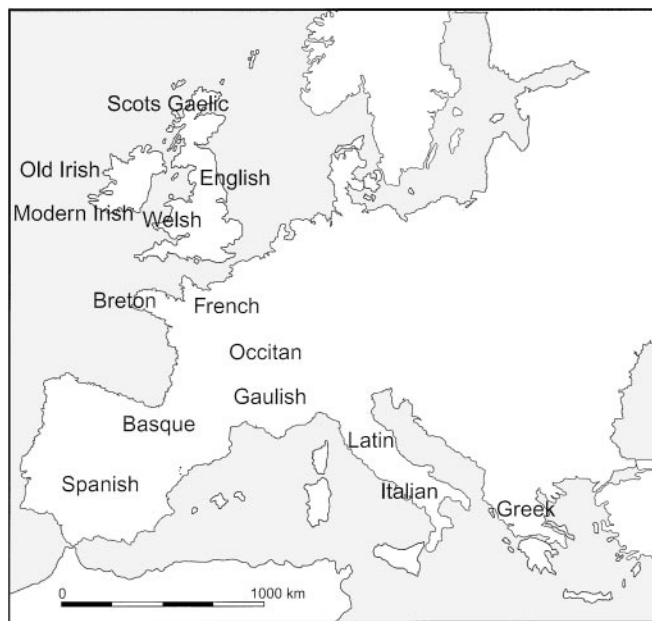 Scots Gaelic
Old Irish
English
Modern Irish
Welsh
Breton
French
Occitan
Gaulish
Basque
Latin
Spanish
Italian
Greek
0
1000 km